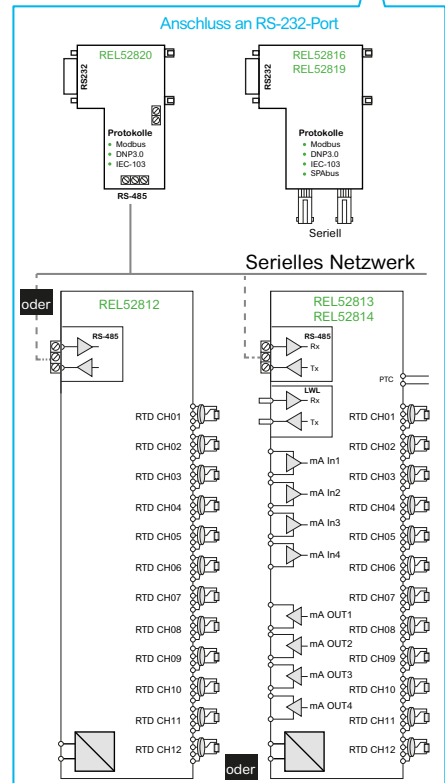 Anschluss an RS-232-Port
REL52820
RS232
Protokolle
• Modbus
• DNP3.0
• IEC-103
RS-485
REL52816
REL52819
RS232
Protokolle
• Modbus
• DNP3.0
• IEC-103
• SPAbus
Seriell
Serielles Netzwerk
oder
REL52812
RS-485
RTD CH01
RTD CH02
RTD CH03
RTD CH04
RTD CH05
RTD CH06
RTD CH07
RTD CH08
RTD CH09
RTD CH10
RTD CH11
RTD CH12
oder
REL52813
REL52814
RS-485
Rx
Tx
LWL
Rx
Tx
mA In1
mA In2
mA In3
mA In4
mA OUT1
mA OUT2
mA OUT3
mA OUT4
PTC
RTD CH01
RTD CH02
RTD CH03
RTD CH04
RTD CH05
RTD CH06
RTD CH07
RTD CH08
RTD CH09
RTD CH10
RTD CH11
RTD CH12